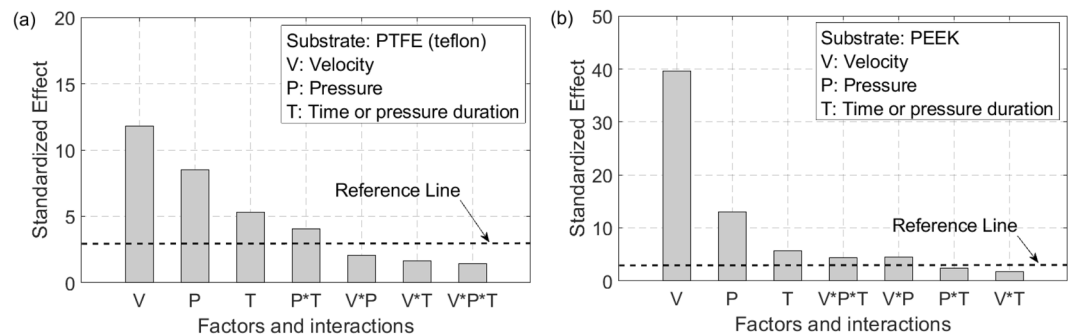 (a)
Standardized Effect
20
15
10
5
0
Substrate: PTFE (teflon)
V: Velocity
P: Pressure
T: Time or pressure duration
Reference Line
V P T P*T V*P V*T V*P*T
Factors and interactions
(b)
Standardized Effect
50
40
30
20
10
0
Substrate: PEEK
V: Velocity
P: Pressure
T: Time or pressure duration
Reference Line
V P T V*P*T V*P P*T V*T
Factors and interactions